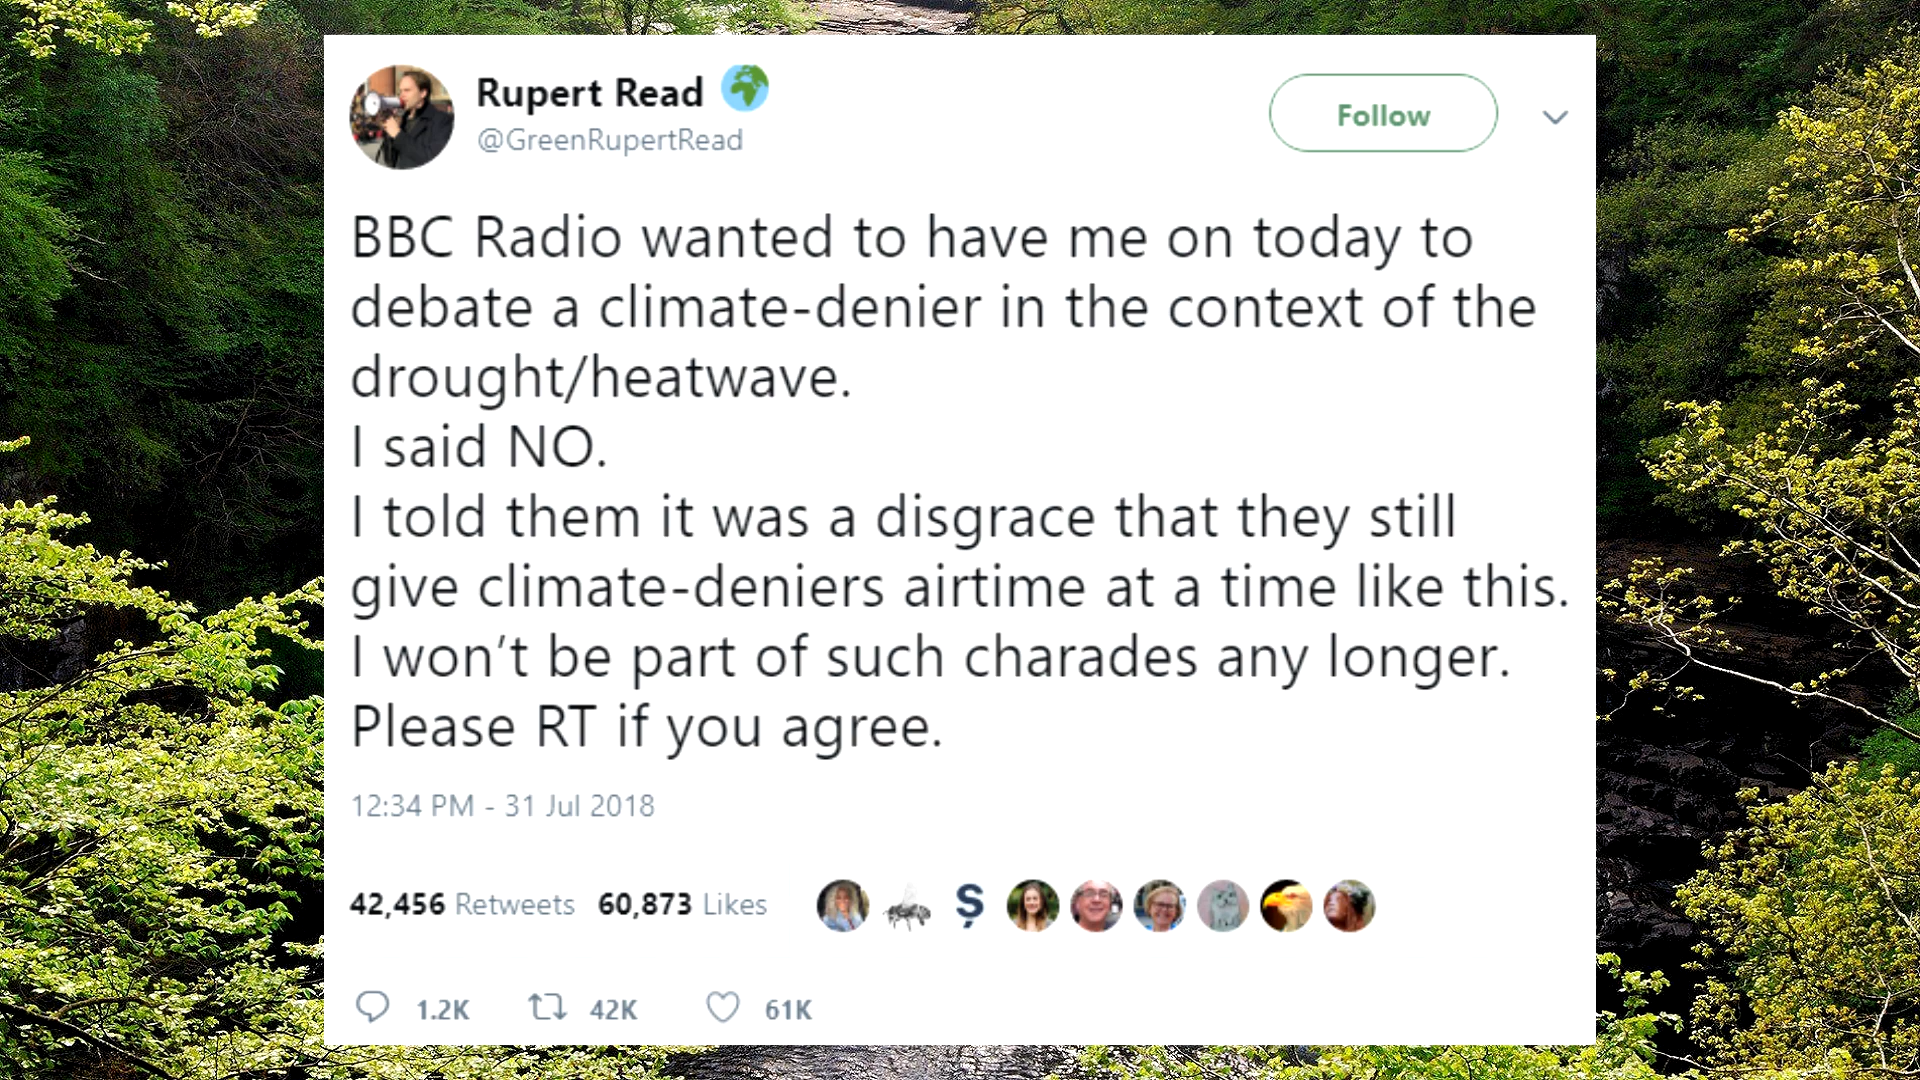 Rupert Read
@GreenRupertRead
Follow
BBC Radio wanted to have me on today to
debate a climate-denier in the context of the
drought/heatwave.
I said NO.
I told them it was a disgrace that they still
give climate-deniers airtime at a time like this.
I won’t be part of such charades any longer.
Please RT if you agree.
12:34 PM - 31 Jul 2018
42,456 Retweets 60,873 Likes
1.2K 42K 61K